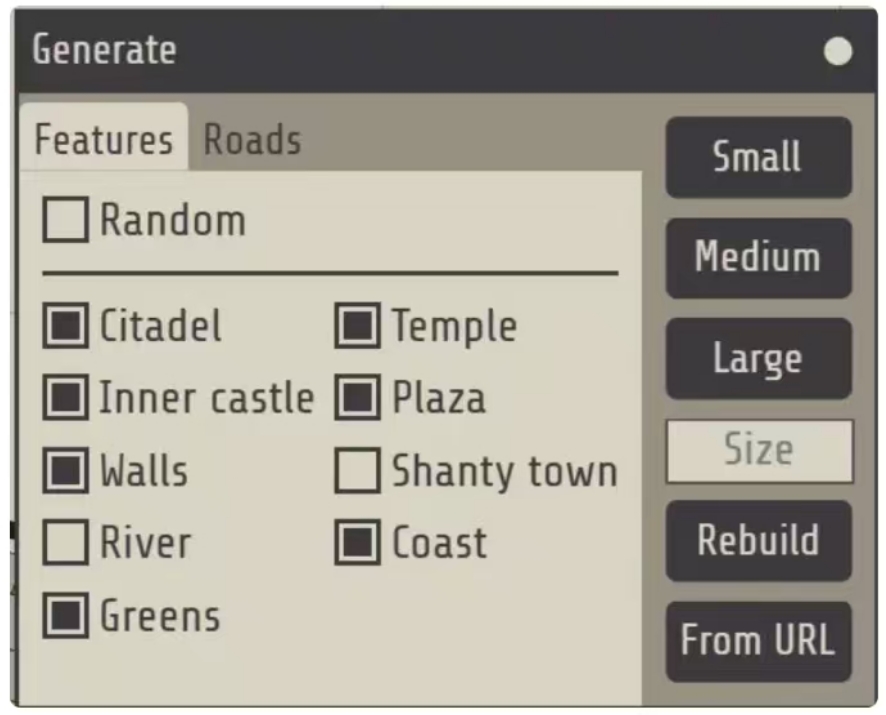 Generate
Features Roads
Random
Citadel Temple
Inner castle Plaza
Walls Shanty town
River Coast
Greens
Small
Medium
Large
Size
Rebuild
From URL